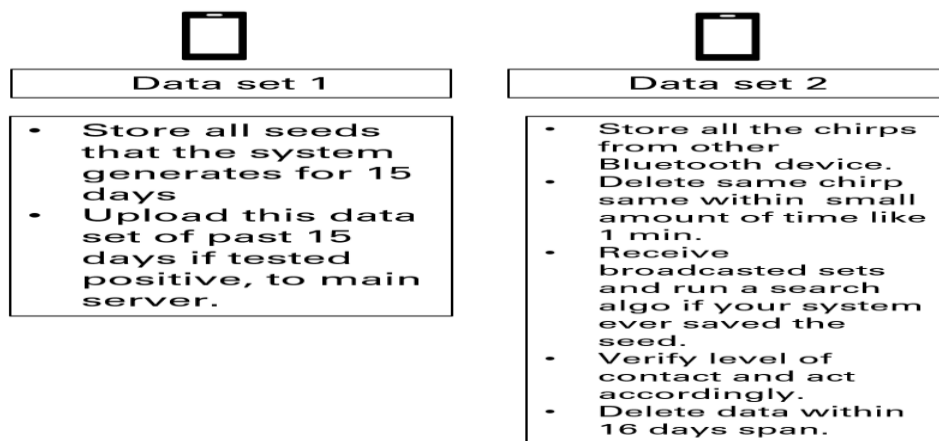 Data set 1
• Store all seeds
that the system
generates for 15
days
• Upload this data
set of past 15
days if tested
positive, to main
server.
Data set 2
• Store all the chirps
from other
Bluetooth device.
• Delete same chirp
same within small
amount of time like
1 min.
• Receive
broadcasted sets
and run a search
algo if your system
ever saved the
seed.
• Verify level of
contact and act
accordingly.
• Delete data within
16 days span.